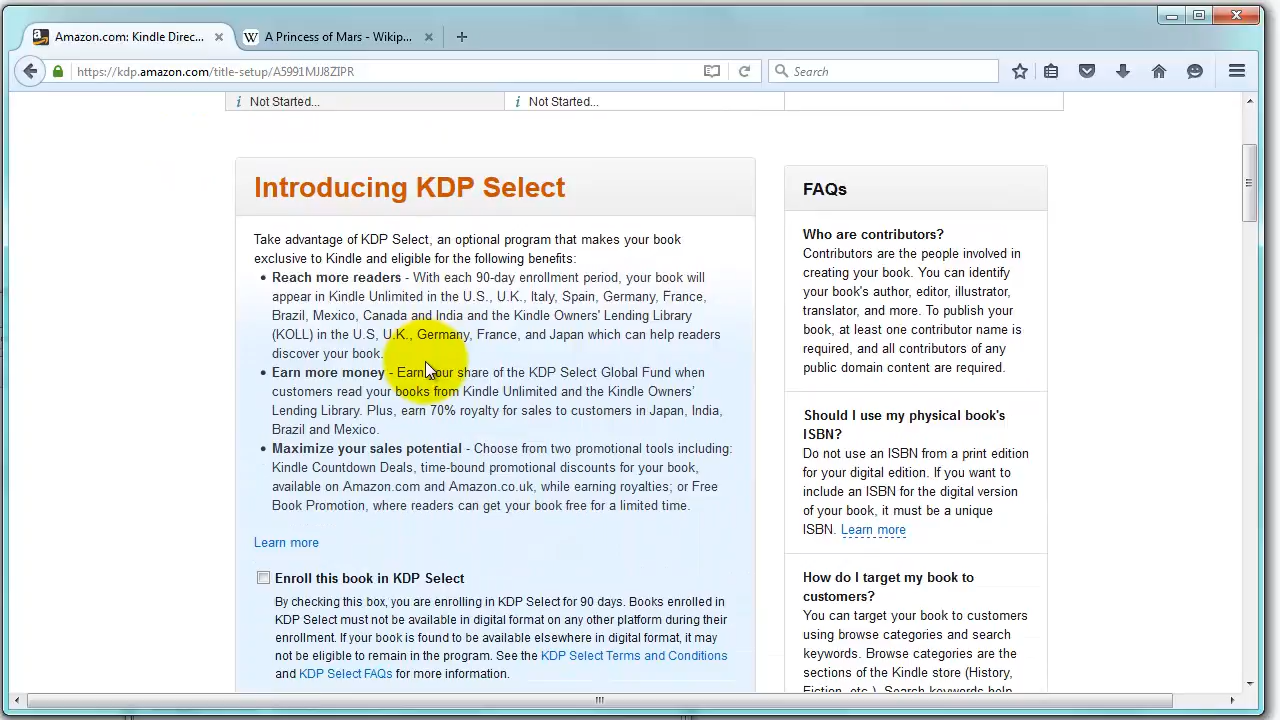 Amazon.com: Kindle Direc...
A Princess of Mars - Wikip...
https://kdp.amazon.com/title-setup/A5991MJJ8ZIPR
Search
Not Started...
Not Started...
Introducing KDP Select
Take advantage of KDP Select, an optional program that makes your book
exclusive to Kindle and eligible for the following benefits:
• Reach more readers - With each 90-day enrollment period, your book will
appear in Kindle Unlimited in the U.S., U.K., Italy, Spain, Germany, France,
Brazil, Mexico, Canada and India and the Kindle Owners' Lending Library
(KOLL) in the U.S, U.K., Germany, France, and Japan which can help readers
discover your book.
• Earn more money - Earn your share of the KDP Select Global Fund when
customers read your books from Kindle Unlimited and the Kindle Owners'
Lending Library. Plus, earn 70% royalty for sales to customers in Japan, India,
Brazil and Mexico.
• Maximize your sales potential - Choose from two promotional tools including:
Kindle Countdown Deals, time-bound promotional discounts for your book,
available on Amazon.com and Amazon.co.uk, while earning royalties; or Free
Book Promotion, where readers can get your book free for a limited time.
Learn more
Enroll this book in KDP Select
By checking this box, you are enrolling in KDP Select for 90 days. Books enrolled in
KDP Select must not be available in digital format on any other platform during their
enrollment. If your book is found to be available elsewhere in digital format, it may
not be eligible to remain in the program. See the KDP Select Terms and Conditions
and KDP Select FAQs for more information.
FAQs
Who are contributors?
Contributors are the people involved in
creating your book. You can identify
your book's author, editor, illustrator,
translator, and more. To publish your
book, at least one contributor name is
required, and all contributors of any
public domain content are required.
Should I use my physical book's
ISBN?
Do not use an ISBN from a print edition
for your digital edition. If you want to
include an ISBN for the digital version
of your book, it must be a unique
ISBN. Learn more
How do I target my book to
customers?
You can target your book to customers
using browse categories and search
keywords. Browse categories are the
sections of the Kindle store (History,
Fiction, etc.). Search keywords help